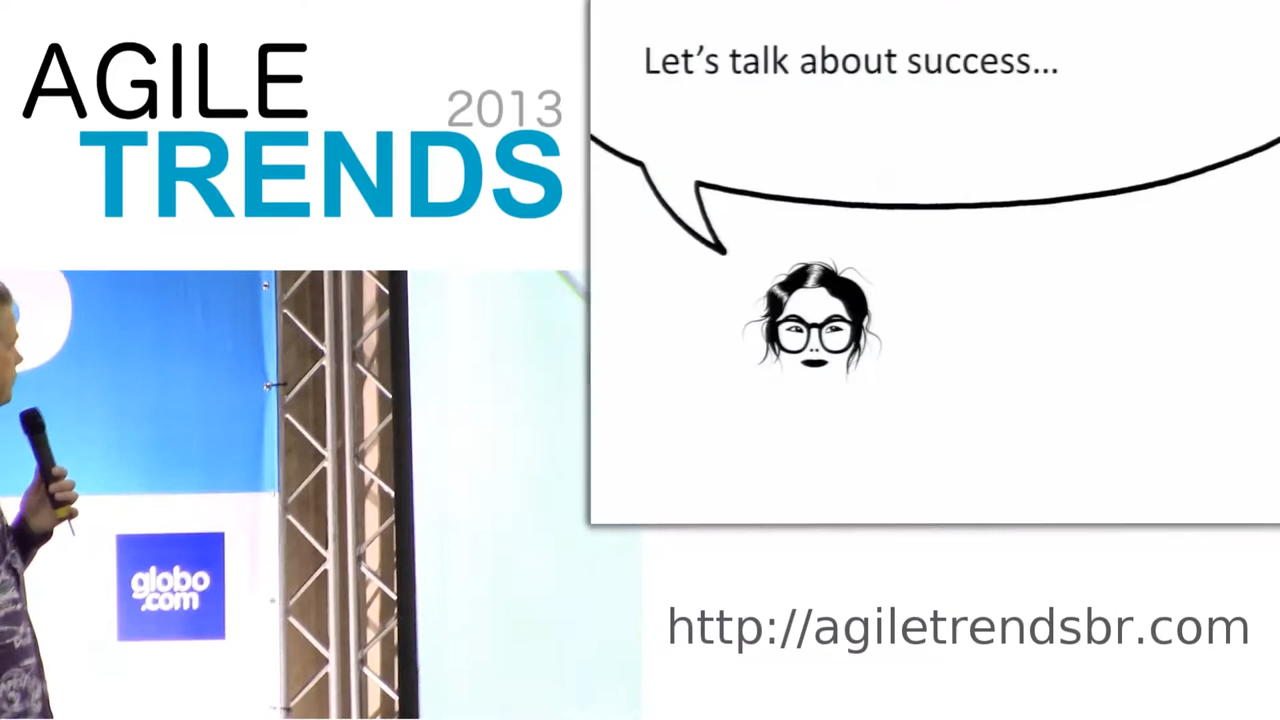 AGILE
2013
TRENDS
Let's talk about success...
globo
.com
http://agiletrendsbr.com